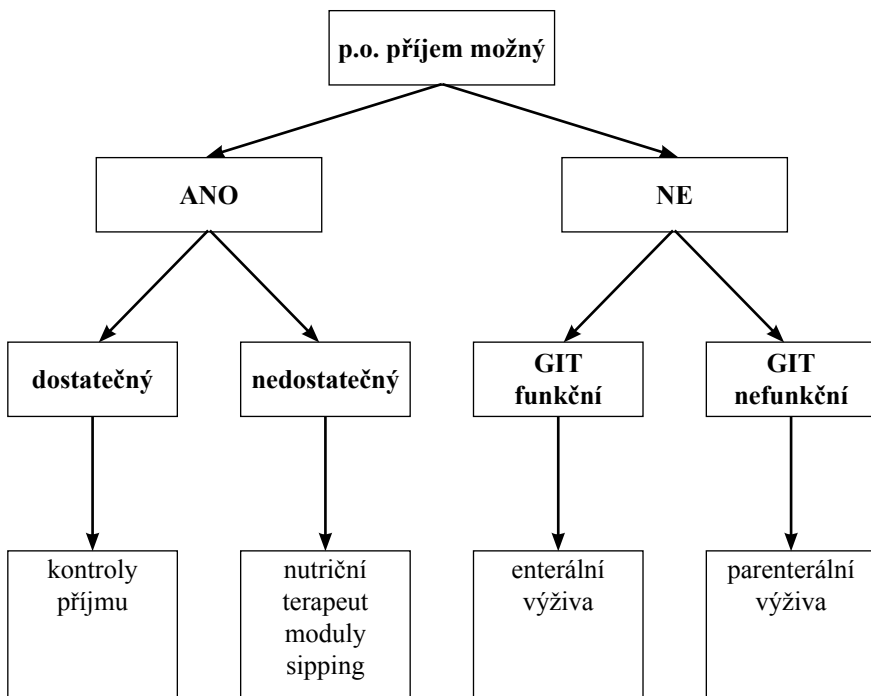 p.o. příjem možný
ANO
NE
dostatečný
nedostatečný
GIT
funkční
GIT
nefunkční
kontroly
příjmu
nutriční
terapeut
moduly
sipping
enterální
výživa
parenterální
výživa